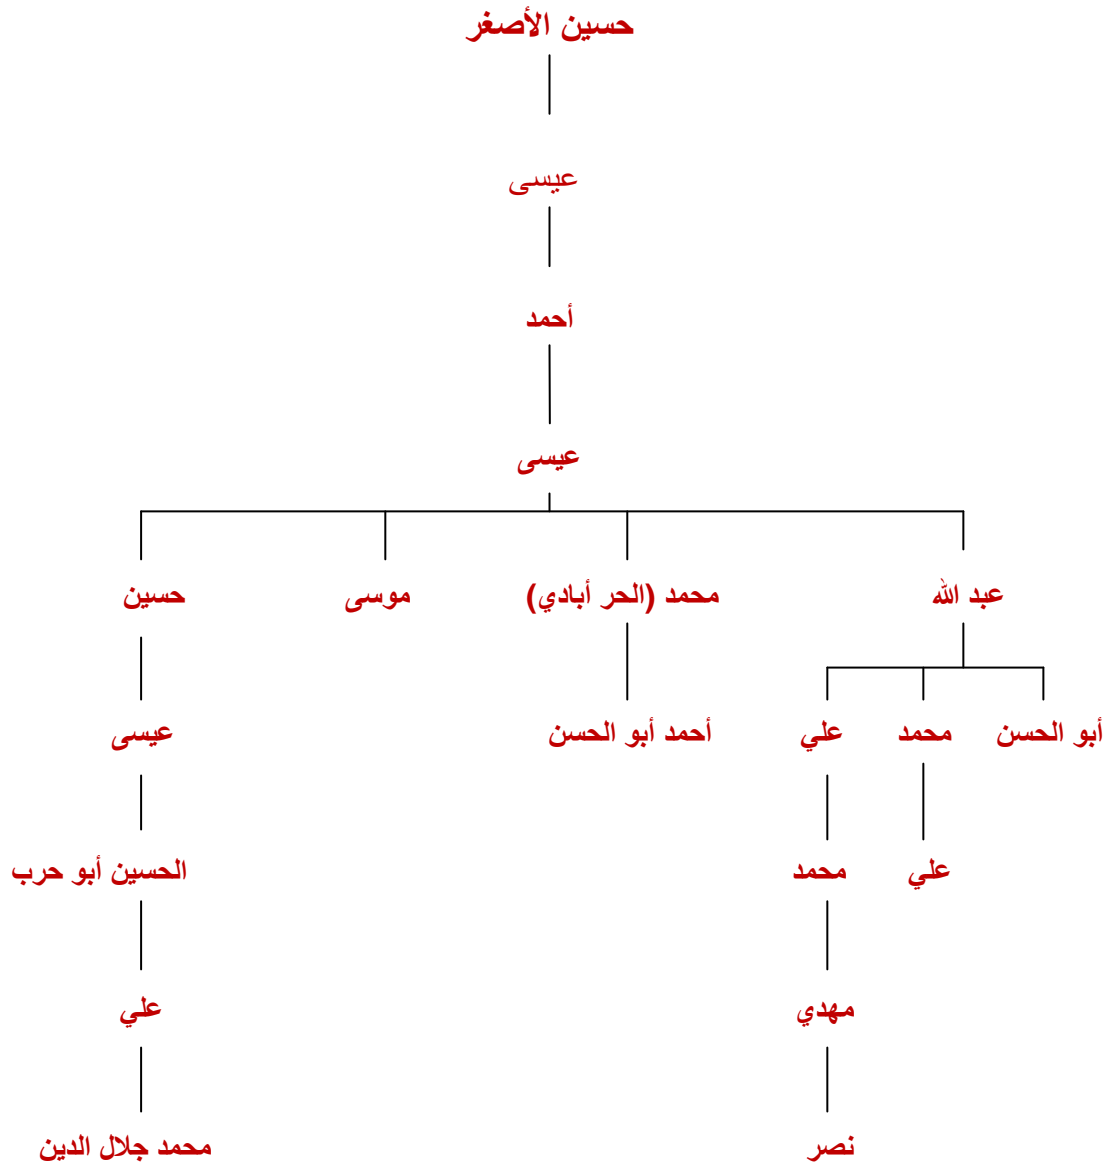 حسين الأصغر
عيسى
أحمد
عيسى
عبد الله
محمد (الحر أبادي)
موسى
حسين
أبو الحسن
محمد
علي
أحمد أبو الحسن
عيسى
علي
محمد
الحسين أبو حرب
مهدي
علي
نصر
محمد جلال الدين